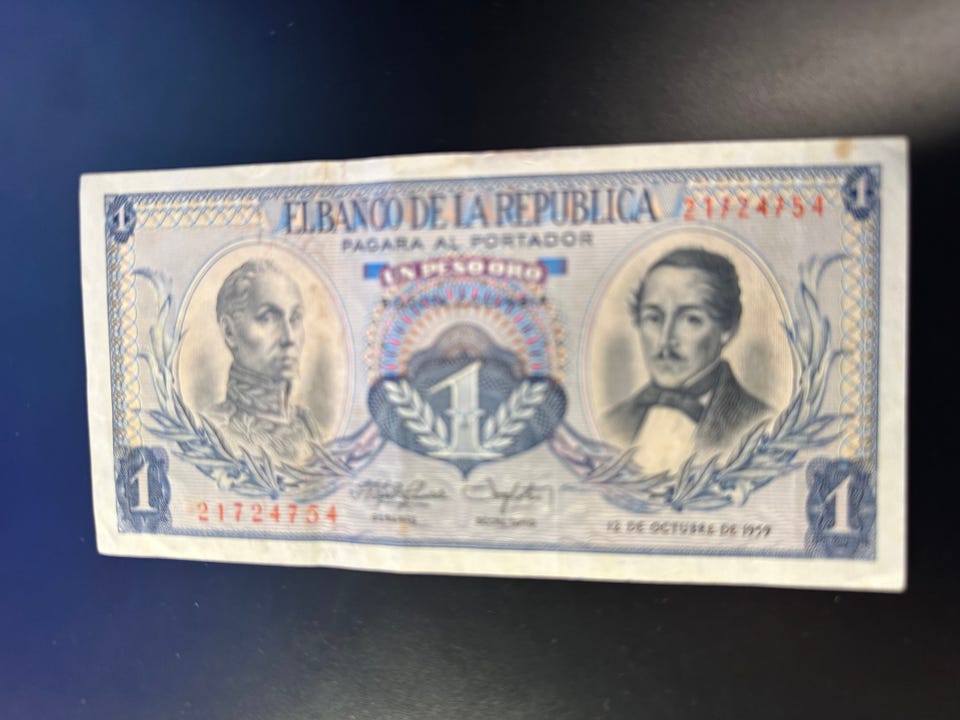 1
EL BANCO DE LA REPUBLICA
21724754
1
PAGARA AL PORTADOR
UN PESO ORO
1
1
21724754
12 DE OCTUBRE DE 1959
1